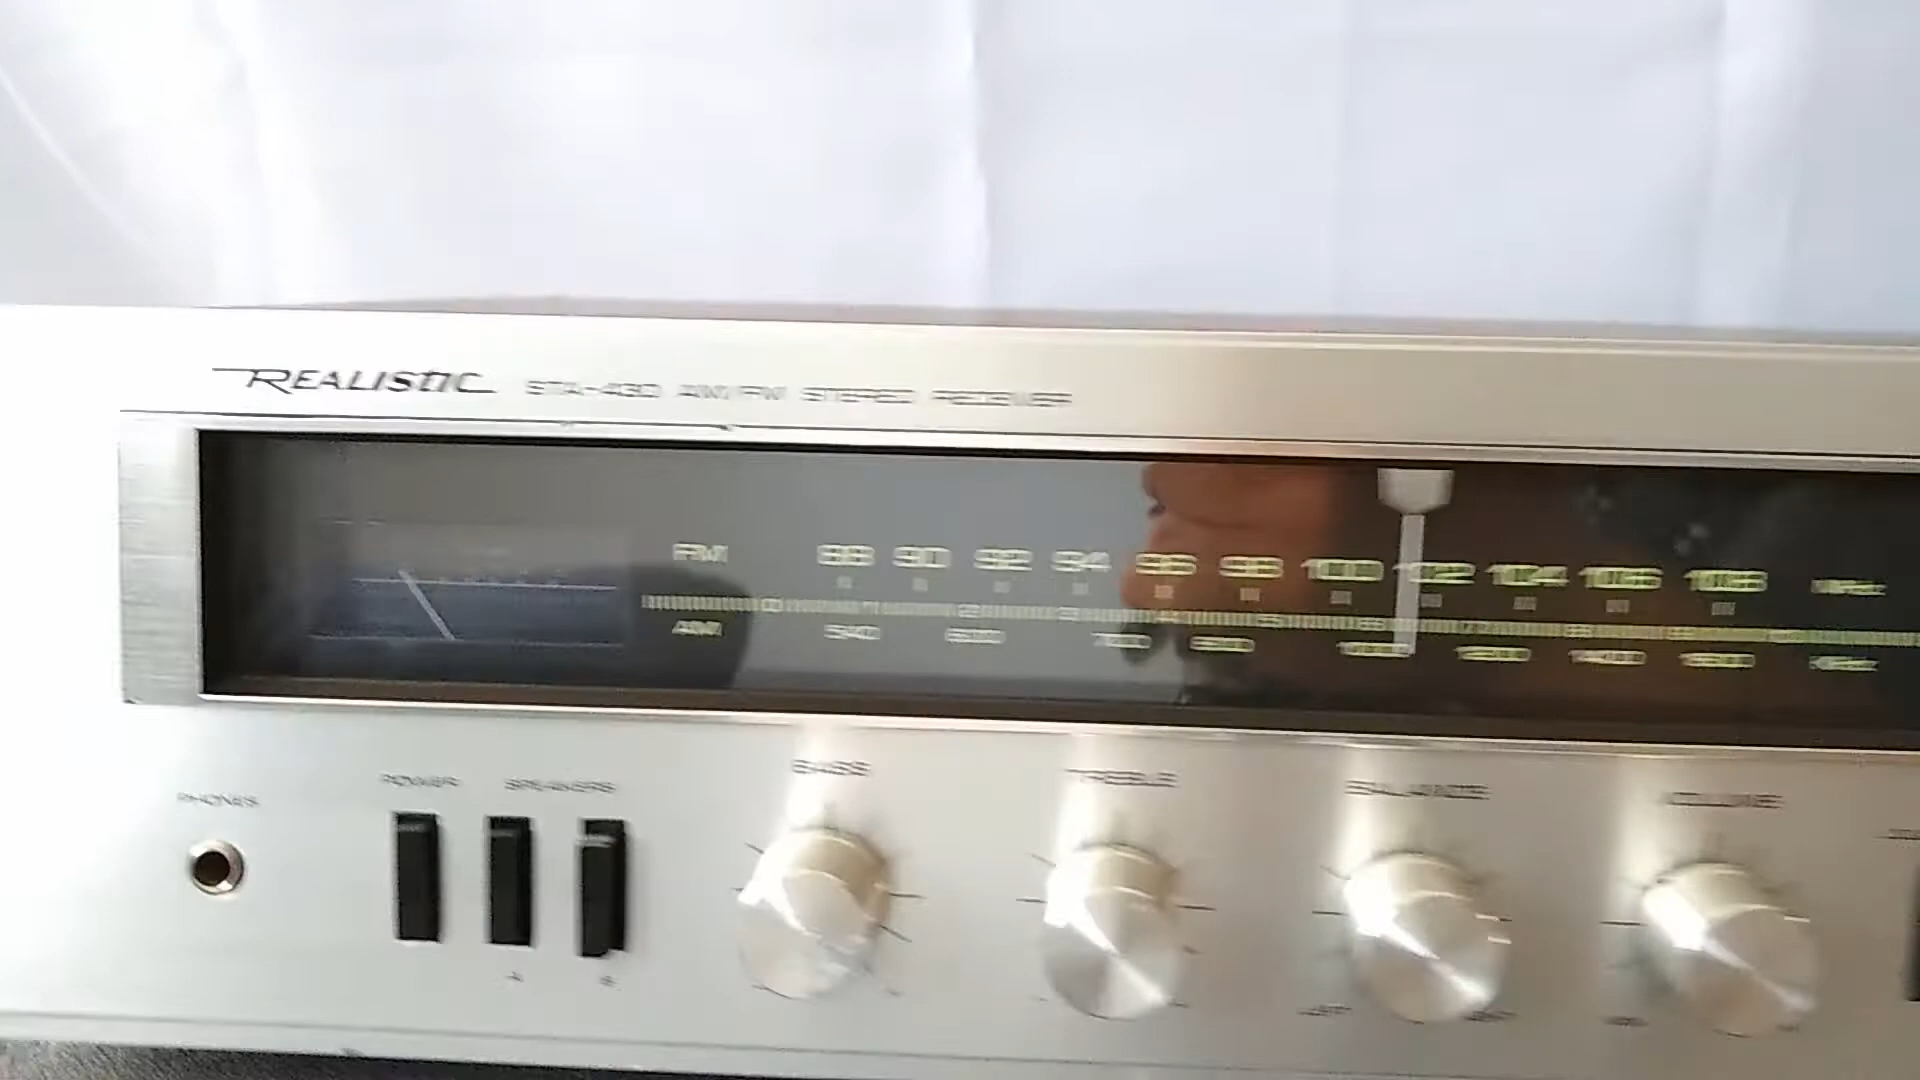 REALISTIC STA-430 AM/FM STEREO RECEIVER
FM 88 90 92 94 96 98 100 102 104 106 108 MHz
AM 540 600 700 800 1000 1200 1400 1600 KHz
PHONES POWER SPEAKERS BASS TREBLE BALANCE VOLUME
A B
LEFT